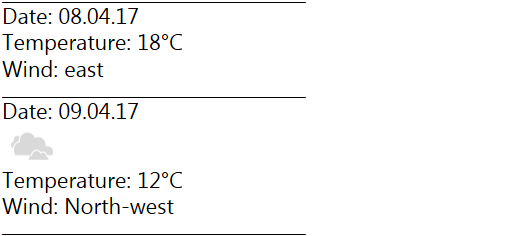 Date: 08.04.17
Temperature: 18°C
Wind: east
Date: 09.04.17
Temperature: 12°C
Wind: North-west